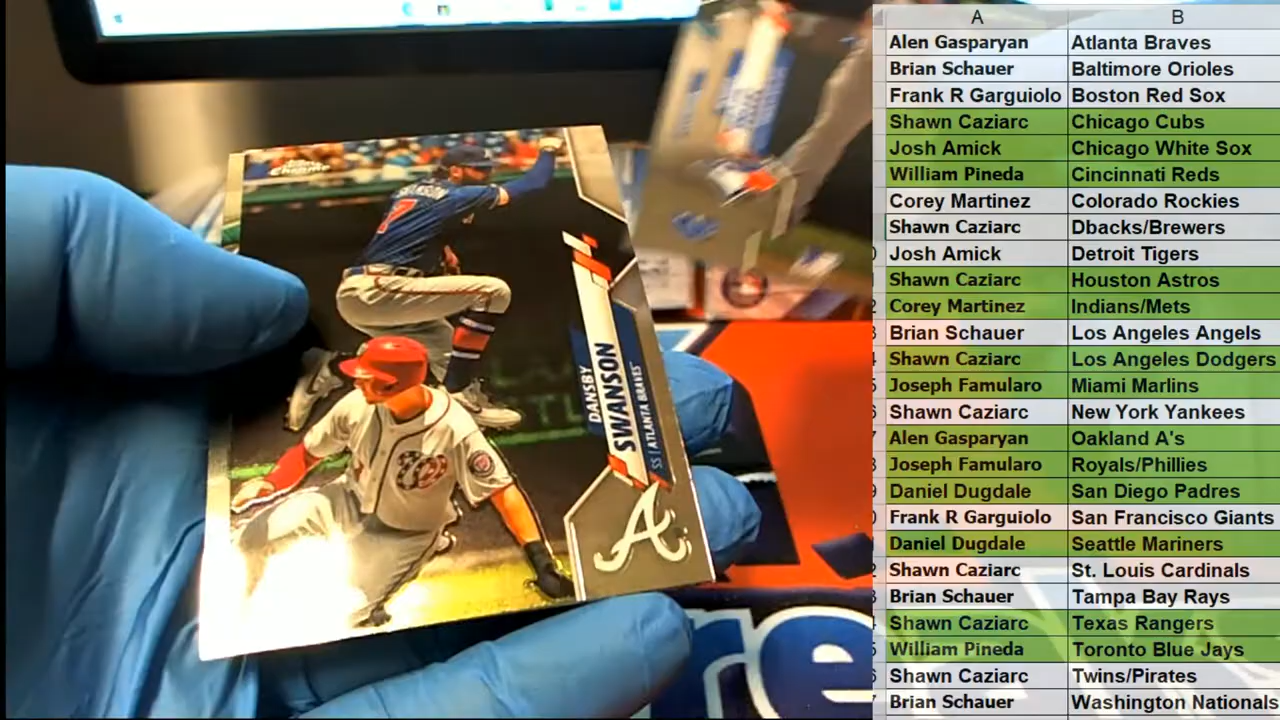 Topps
Chrome
SWANSON
7
DANSBY
SWANSON
SS | ATLANTA BRAVES
A
re
A B
Alen Gasparyan Atlanta Braves
Brian Schauer Baltimore Orioles
Frank R Garguiolo Boston Red Sox
Shawn Caziarc Chicago Cubs
Josh Amick Chicago White Sox
William Pineda Cincinnati Reds
Corey Martinez Colorado Rockies
Shawn Caziarc Dbacks/Brewers
Josh Amick Detroit Tigers
Shawn Caziarc Houston Astros
Corey Martinez Indians/Mets
Brian Schauer Los Angeles Angels
Shawn Caziarc Los Angeles Dodgers
Joseph Famularo Miami Marlins
Shawn Caziarc New York Yankees
Alen Gasparyan Oakland A's
Joseph Famularo Royals/Phillies
Daniel Dugdale San Diego Padres
Frank R Garguiolo San Francisco Giants
Daniel Dugdale Seattle Mariners
Shawn Caziarc St. Louis Cardinals
Brian Schauer Tampa Bay Rays
Shawn Caziarc Texas Rangers
William Pineda Toronto Blue Jays
Shawn Caziarc Twins/Pirates
Brian Schauer Washington Nationals